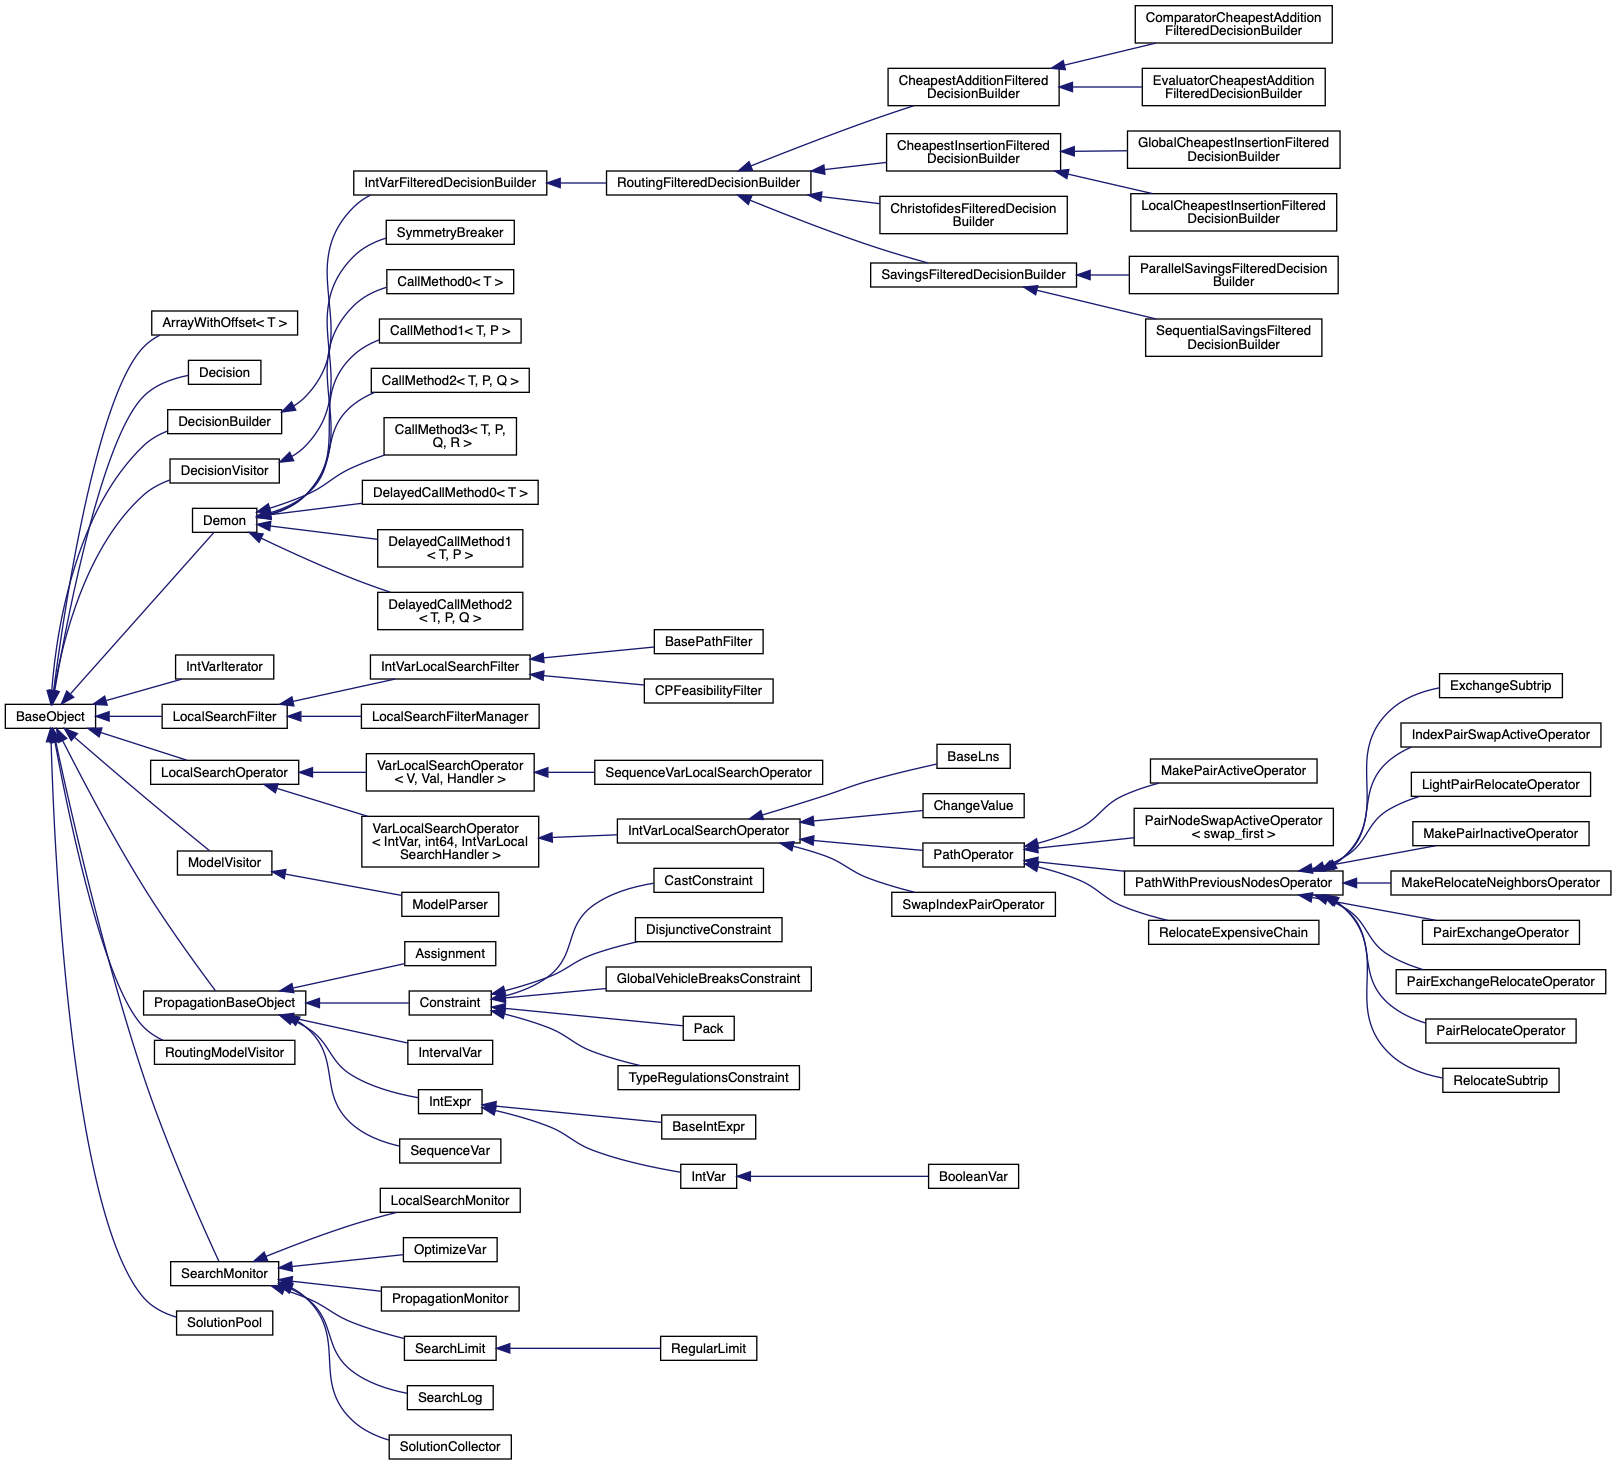 ComparatorCheapestAddition
FilteredDecisionBuilder
CheapestAdditionFiltered
DecisionBuilder
EvaluatorCheapestAddition
FilteredDecisionBuilder
CheapestInsertionFiltered
DecisionBuilder
GlobalCheapestInsertionFiltered
DecisionBuilder
IntVarFilteredDecisionBuilder
RoutingFilteredDecisionBuilder
ChristofidesFilteredDecision
Builder
LocalCheapestInsertionFiltered
DecisionBuilder
SymmetryBreaker
SavingsFilteredDecisionBuilder
ParallelSavingsFilteredDecision
Builder
CallMethod0< T >
SequentialSavingsFiltered
DecisionBuilder
ArrayWithOffset< T >
CallMethod1< T, P >
Decision
CallMethod2< T, P, Q >
DecisionBuilder
CallMethod3< T, P,
Q, R >
DecisionVisitor
DelayedCallMethod0< T >
Demon
DelayedCallMethod1
< T, P >
DelayedCallMethod2
< T, P, Q >
BasePathFilter
IntVarIterator
IntVarLocalSearchFilter
CPFeasibilityFilter
BaseObject
LocalSearchFilter
LocalSearchFilterManager
ExchangeSubtrip
IndexPairSwapActiveOperator
LocalSearchOperator
VarLocalSearchOperator
< V, Val, Handler >
SequenceVarLocalSearchOperator
BaseLns
MakePairActiveOperator
LightPairRelocateOperator
VarLocalSearchOperator
< IntVar, int64, IntVarLocal
SearchHandler >
IntVarLocalSearchOperator
ChangeValue
PairNodeSwapActiveOperator
< swap_first >
MakePairInactiveOperator
ModelVisitor
PathOperator
CastConstraint
PathWithPreviousNodesOperator
MakeRelocateNeighborsOperator
ModelParser
SwapIndexPairOperator
DisjunctiveConstraint
RelocateExpensiveChain
PairExchangeOperator
Assignment
GlobalVehicleBreaksConstraint
PairExchangeRelocateOperator
PropagationBaseObject
Constraint
Pack
PairRelocateOperator
RoutingModelVisitor
IntervalVar
TypeRegulationsConstraint
RelocateSubtrip
IntExpr
BaseIntExpr
SequenceVar
IntVar
BooleanVar
LocalSearchMonitor
OptimizeVar
SearchMonitor
PropagationMonitor
SolutionPool
SearchLimit
RegularLimit
SearchLog
SolutionCollector